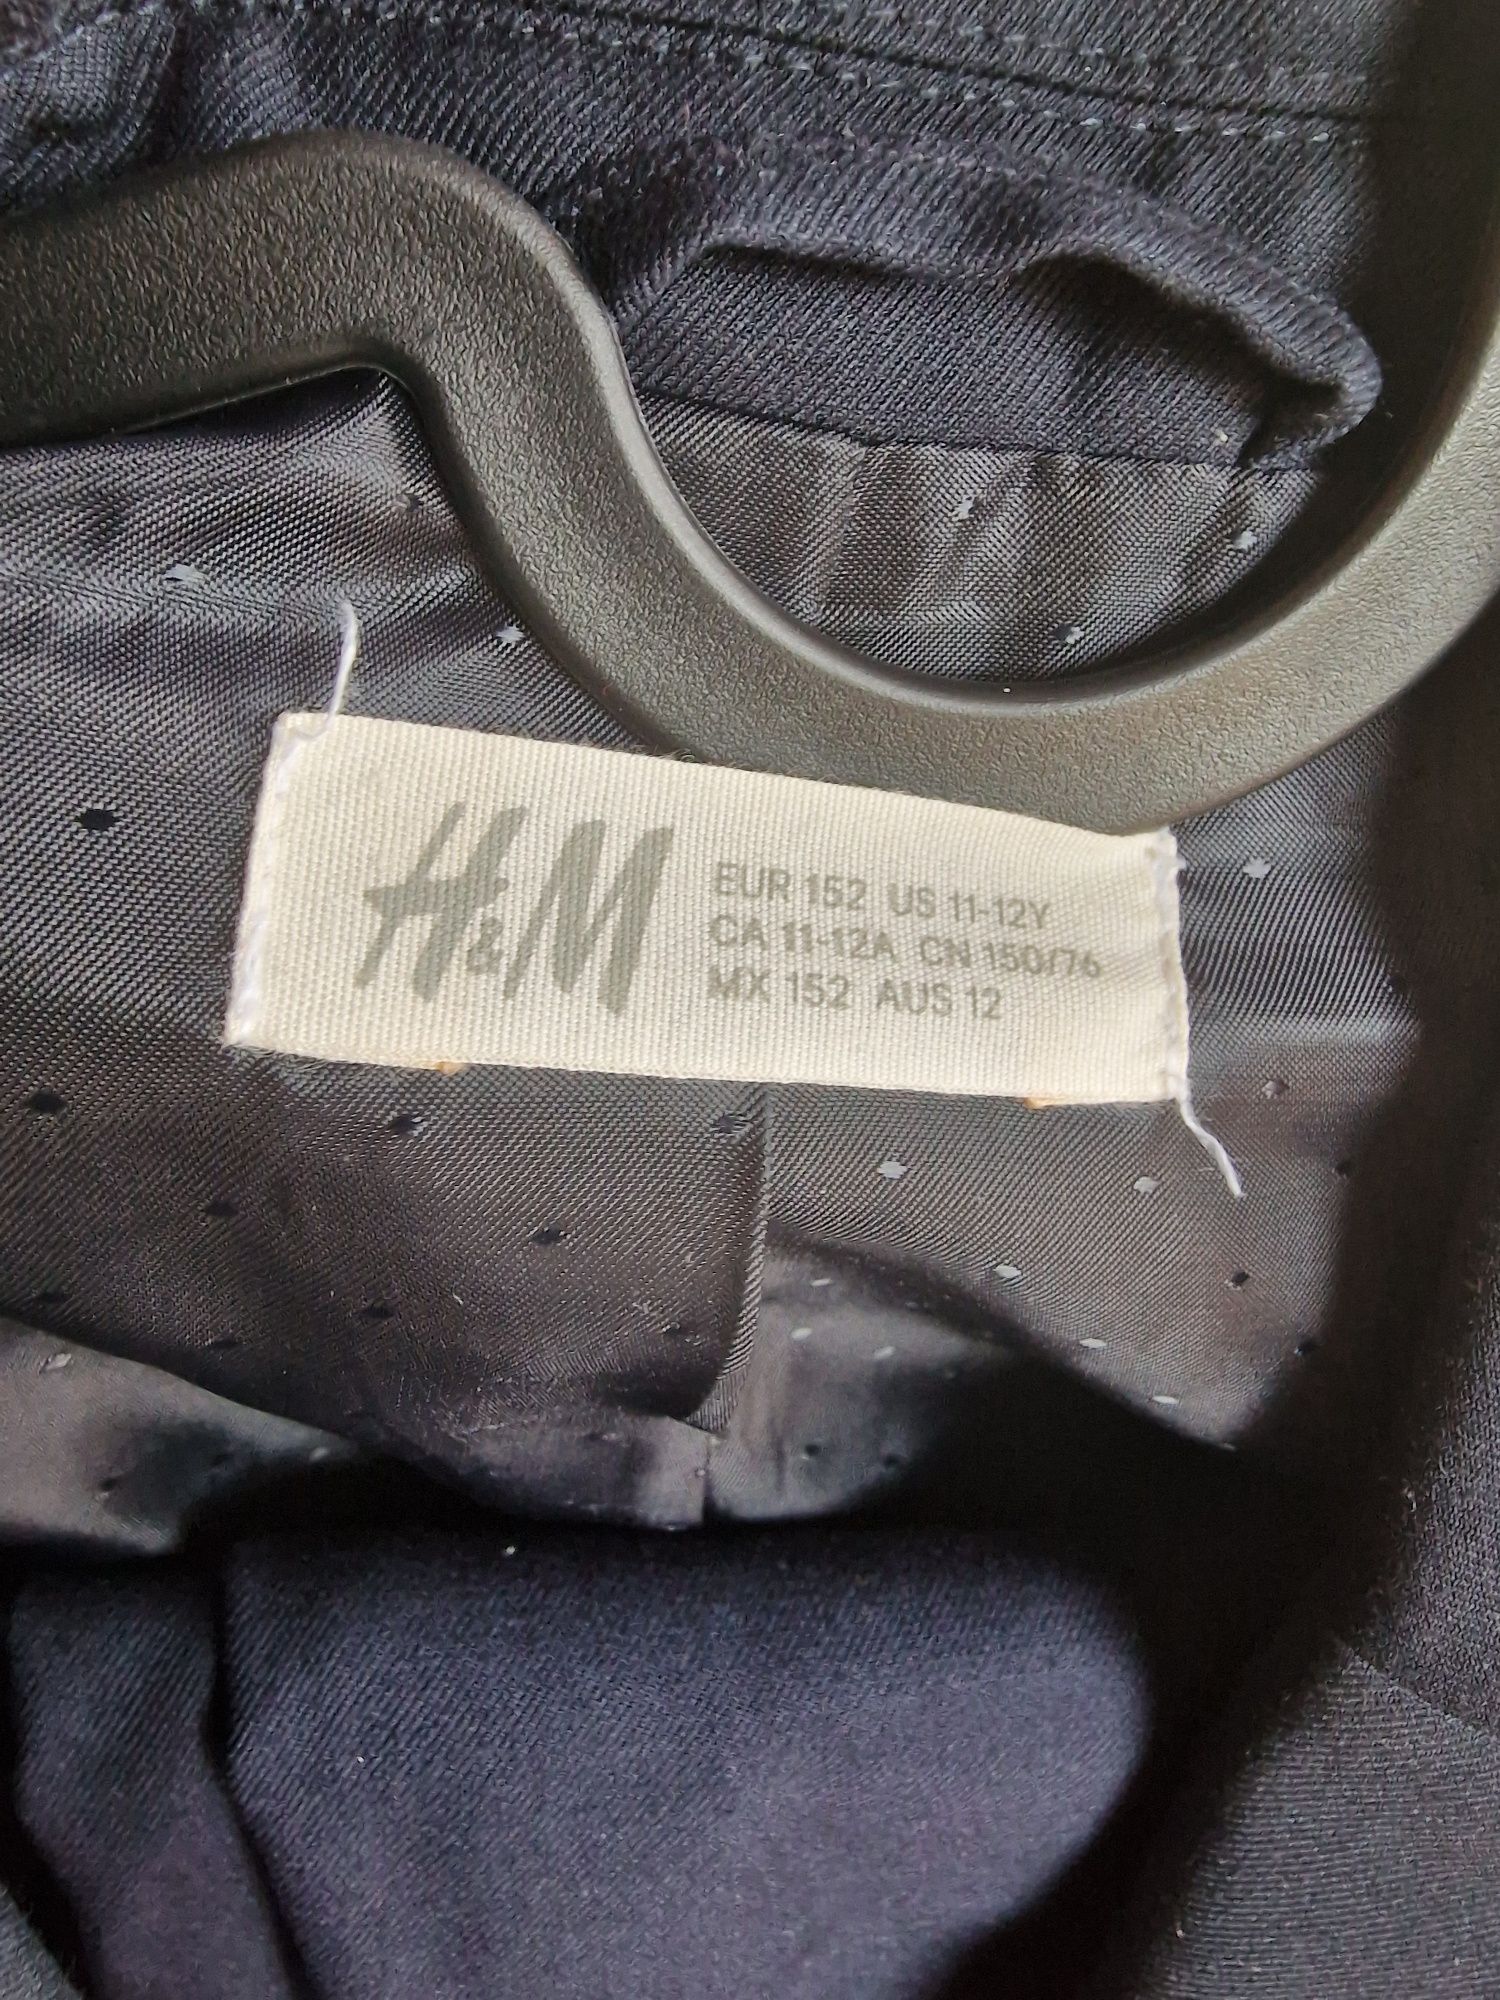 H&M
EUR 152 US 11-12Y
CA 11-12A CN 150/76
MX 152 AUS 12